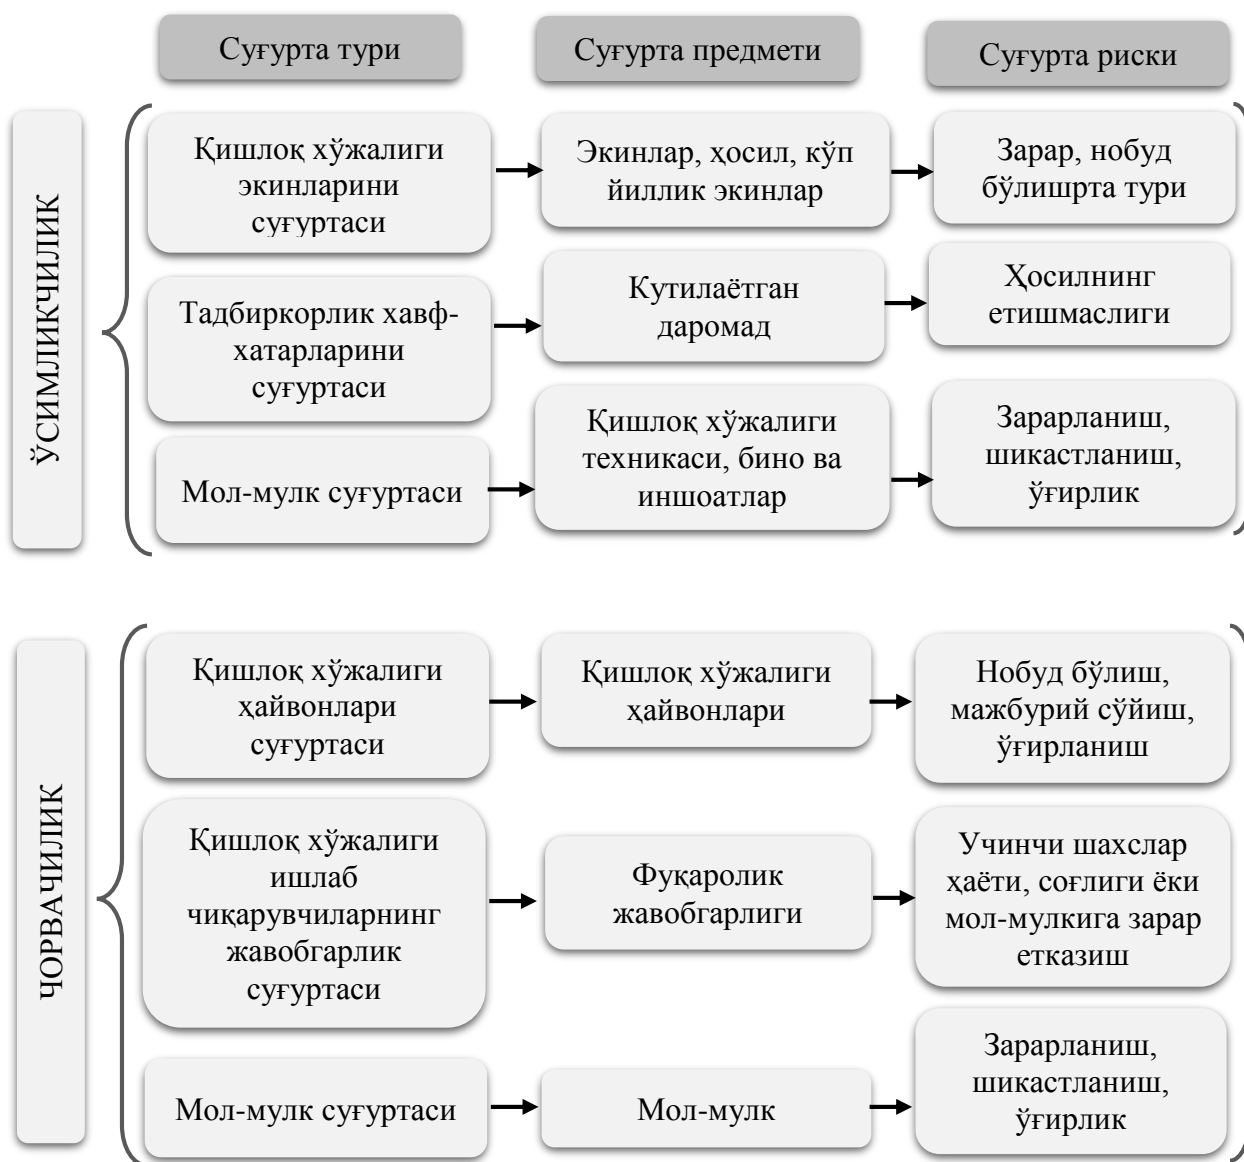 Суғурта тури
Суғурта предмети
Суғурта риски
ЎСИМЛИКЧИЛИК
Қишлоқ хўжалиги
экинларини
суғуртаси
Экинлар, ҳосил, кўп
йиллик экинлар
Зарар, нобуд
бўлишрта тури
Тадбиркорлик хавф-
хатарларини
суғуртаси
Кутилаётган
даромад
Ҳосилнинг
етишмаслиги
Мол-мулк суғуртаси
Қишлоқ хўжалиги
техникаси, бино ва
иншоатлар
Зарарланиш,
шикастланиш,
ўғирлик
ЧОРВАЧИЛИК
Қишлоқ хўжалиги
ҳайвонлари
суғуртаси
Қишлоқ хўжалиги
ҳайвонлари
Нобуд бўлиш,
мажбурий сўйиш,
ўғирланиш
Қишлоқ хўжалиги
ишлаб
чиқарувчиларнинг
жавобгарлик
суғуртаси
Фуқаролик
жавобгарлиги
Учинчи шахслар
ҳаёти, соғлиги ёки
мол-мулкига зарар
етказиш
Мол-мулк суғуртаси
Мол-мулк
Зарарланиш,
шикастланиш,
ўғирлик